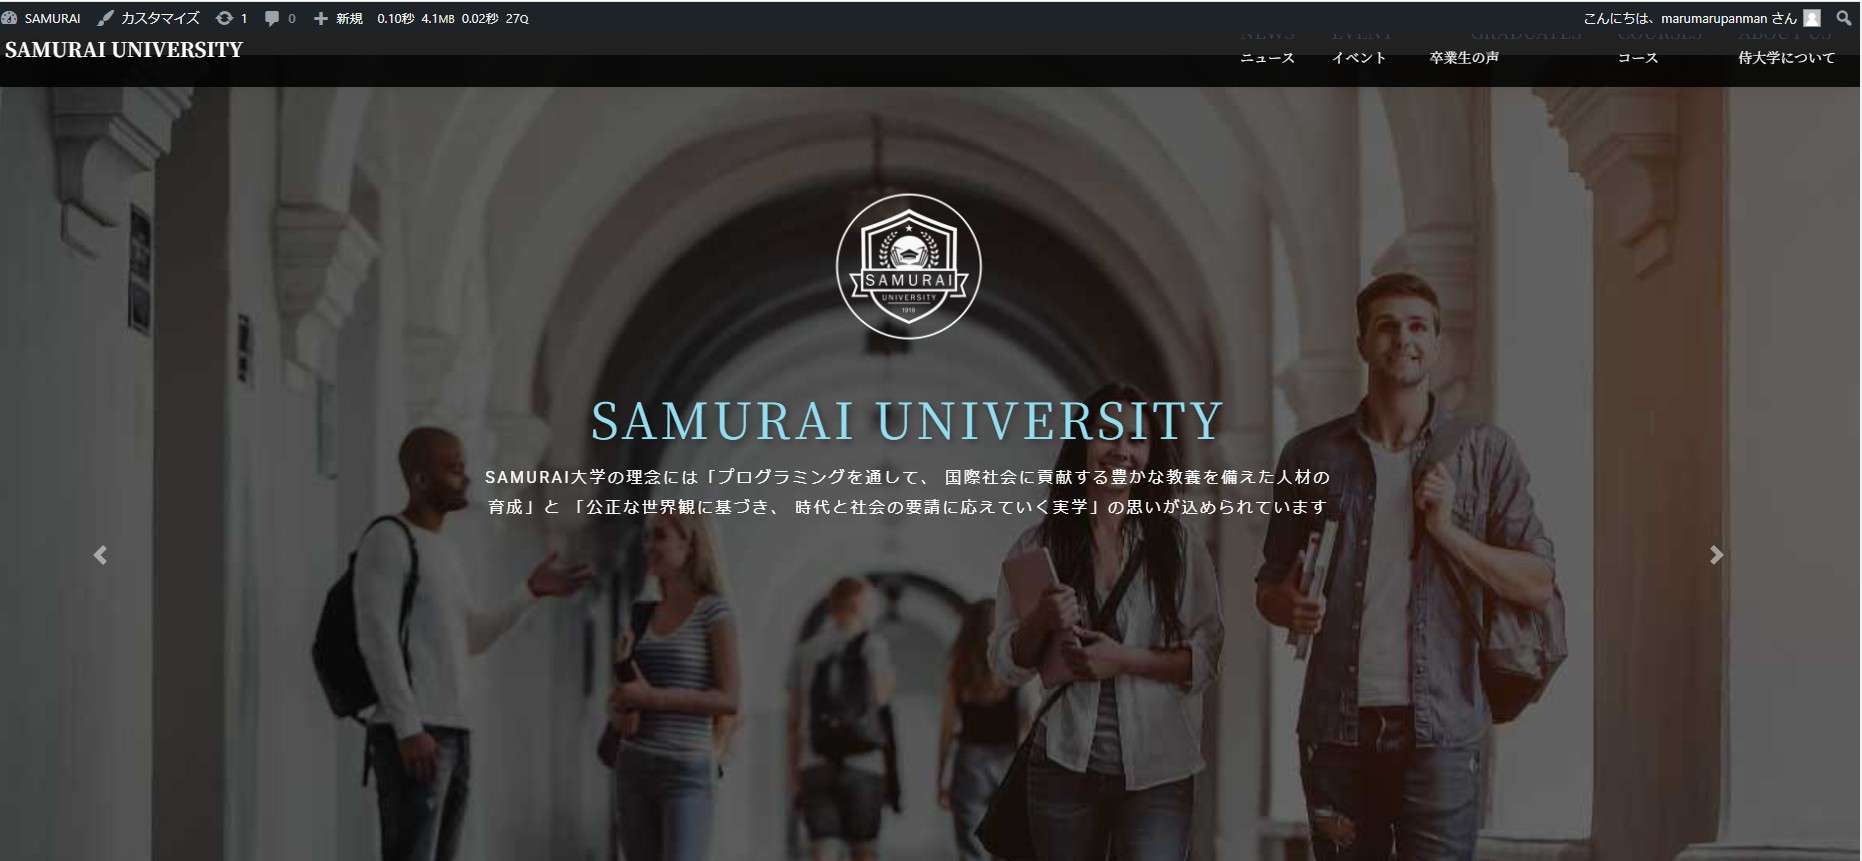 SAMURAI カスタマイズ 1 0 新規 0.10秒 4.1MB 0.02秒 27Q こんにちは、marumarupanman さん
SAMURAI UNIVERSITY
NEWS EVENT GRADUATES COURSES ABOUT US
ニュース イベント 卒業生の声 コース 侍大学について
SAMURAI
UNIVERSITY
1919
SAMURAI UNIVERSITY
SAMURAI大学の理念には「プログラミングを通して、 国際社会に貢献する豊かな教養を備えた人材の
育成」と 「公正な世界観に基づき、 時代と社会の要請に応えていく実学」の思いが込められています